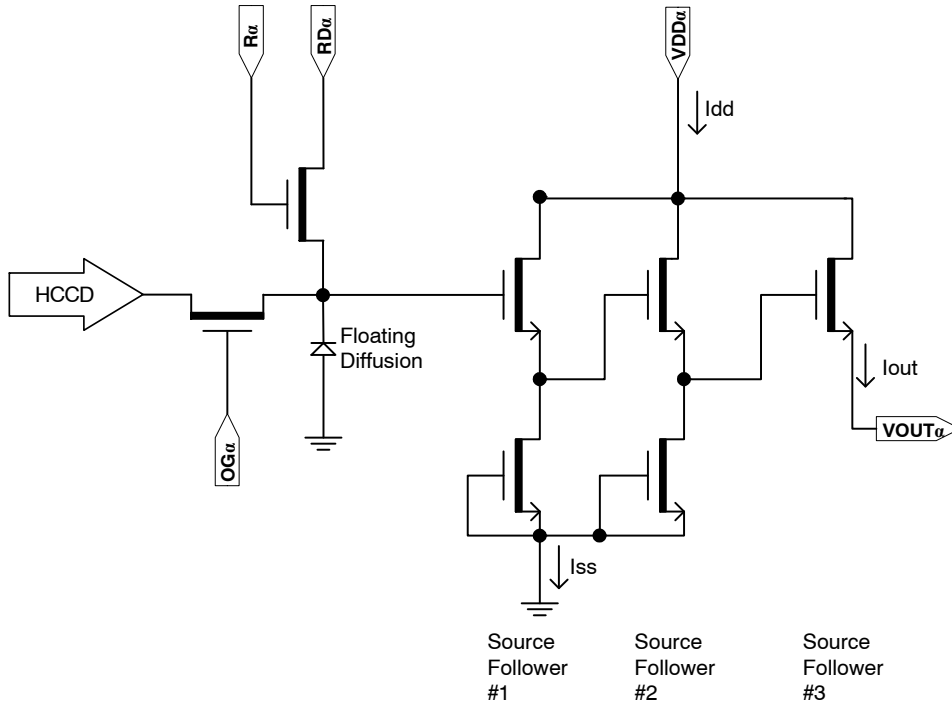 Rα
RDα
VDDα
Idd
HCCD
Floating
Diffusion
Iout
VOUTα
OGα
Iss
Source
Follower
#1
Source
Follower
#2
Source
Follower
#3